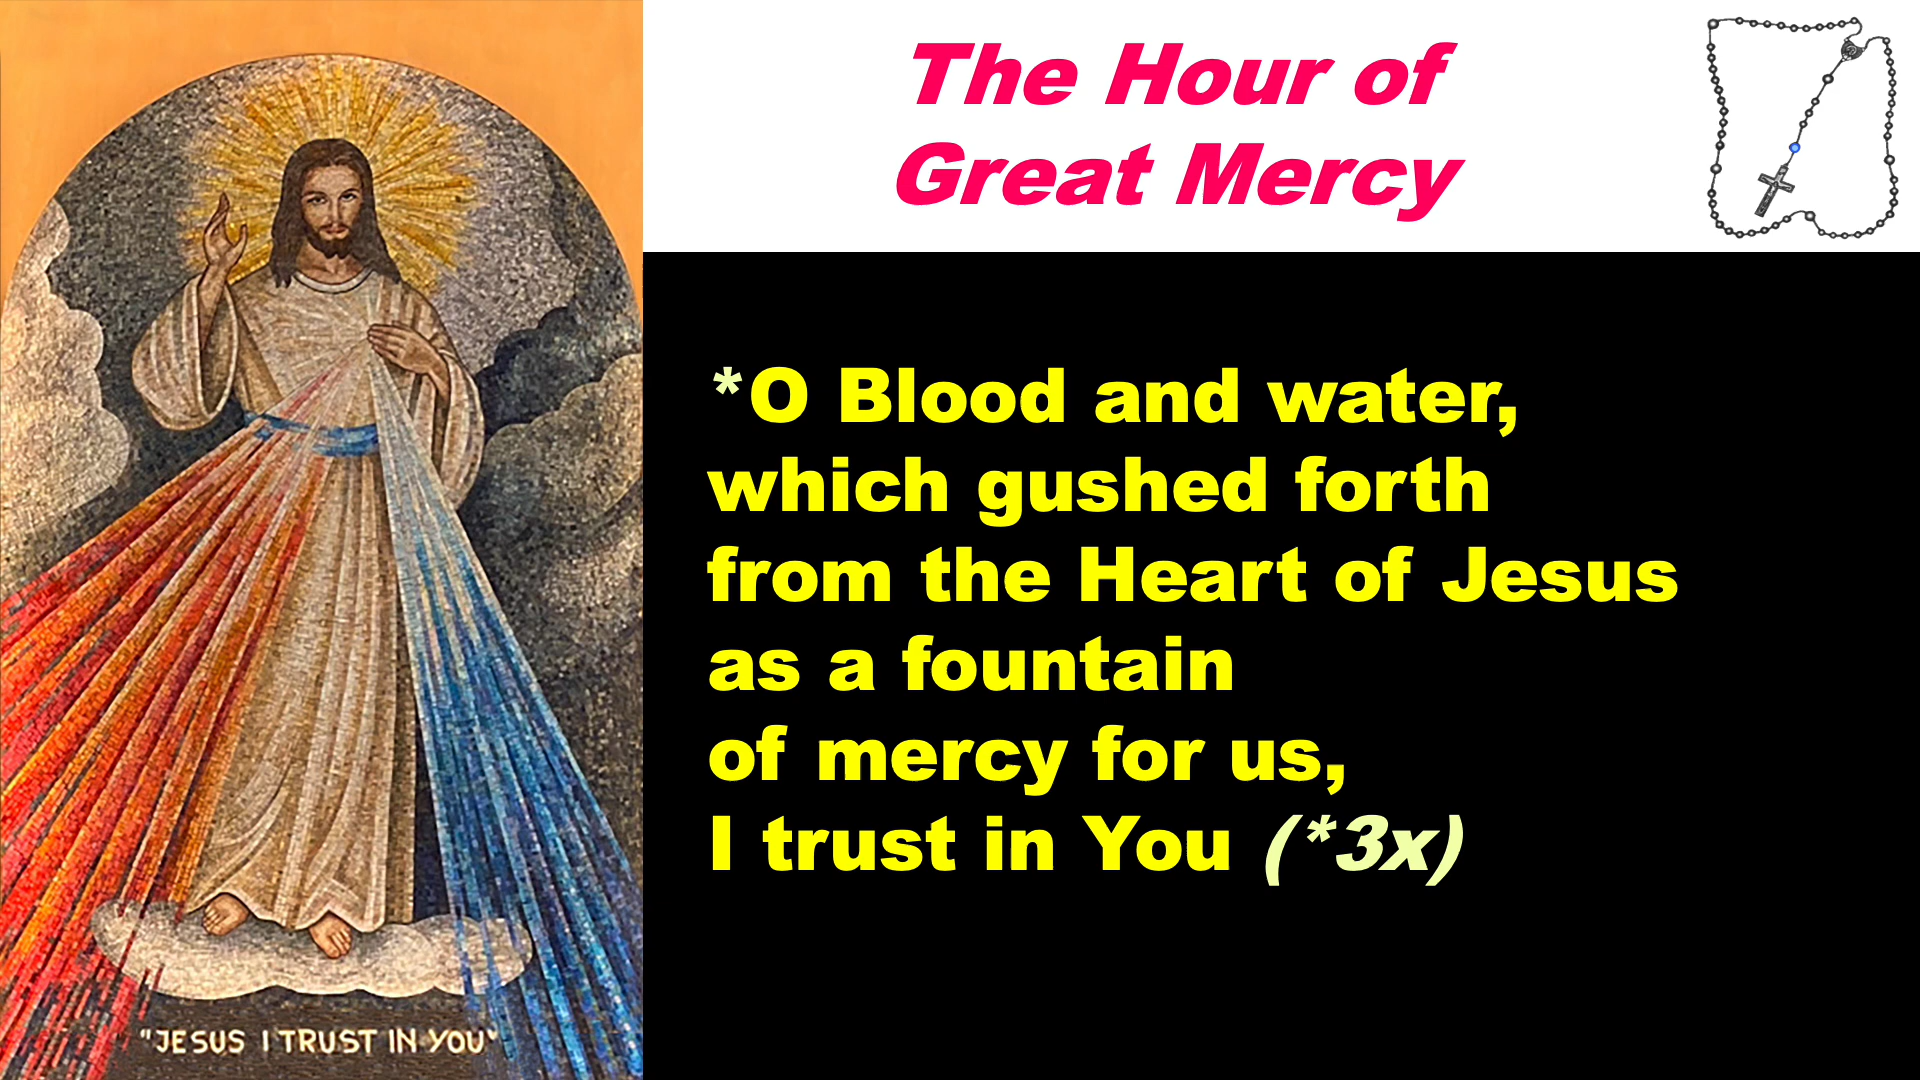 The Hour of
Great Mercy
*O Blood and water,
which gushed forth
from the Heart of Jesus
as a fountain
of mercy for us,
I trust in You (*3x)
"JESUS I TRUST IN YOU"